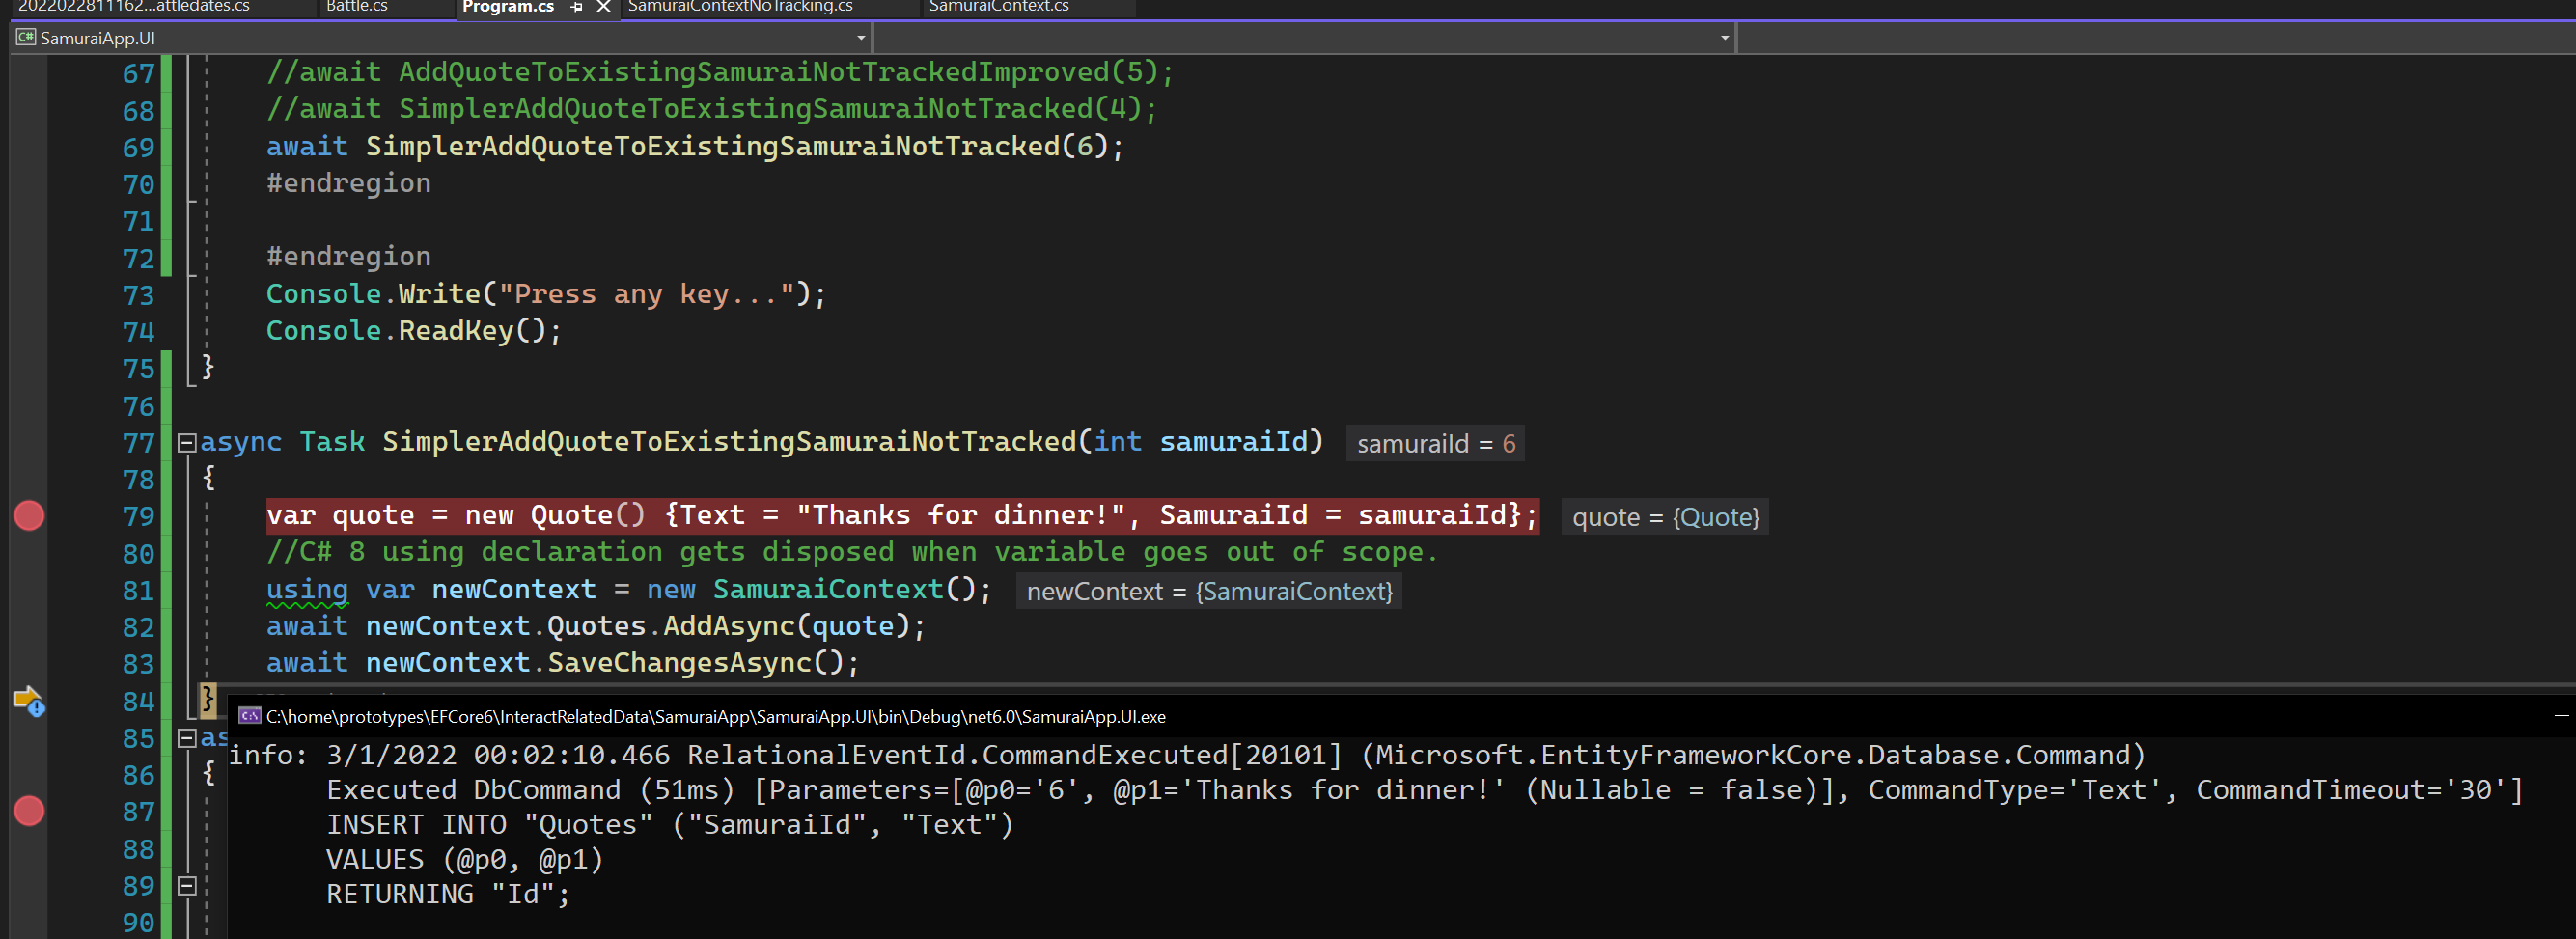 2022022811162...attledates.cs Battle.cs Program.cs SamuraiContextNoTracking.cs SamuraiContext.cs
C# SamuraiApp.UI
67 //await AddQuoteToExistingSamuraiNotTrackedImproved(5);
68 //await SimplerAddQuoteToExistingSamuraiNotTracked(4);
69 await SimplerAddQuoteToExistingSamuraiNotTracked(6);
70 #endregion
71
72 #endregion
73 Console.Write("Press any key...");
74 Console.ReadKey();
75 }
76
77 async Task SimplerAddQuoteToExistingSamuraiNotTracked(int samuraiId) samuraiId = 6
78 {
79 var quote = new Quote() {Text = "Thanks for dinner!", SamuraiId = samuraiId}; quote = {Quote}
80 //C# 8 using declaration gets disposed when variable goes out of scope.
81 using var newContext = new SamuraiContext(); newContext = {SamuraiContext}
82 await newContext.Quotes.AddAsync(quote);
83 await newContext.SaveChangesAsync();
84 }
C:\home\prototypes\EFCore6\InteractRelatedData\SamuraiApp\SamuraiApp.UI\bin\Debug\net6.0\SamuraiApp.UI.exe
85 as
info: 3/1/2022 00:02:10.466 RelationalEventId.CommandExecuted[20101] (Microsoft.EntityFrameworkCore.Database.Command)
86 {
Executed DbCommand (51ms) [Parameters=[@p0='6', @p1='Thanks for dinner!' (Nullable = false)], CommandType='Text', CommandTimeout='30']
87
INSERT INTO "Quotes" ("SamuraiId", "Text")
88
VALUES (@p0, @p1)
89
RETURNING "Id";
90